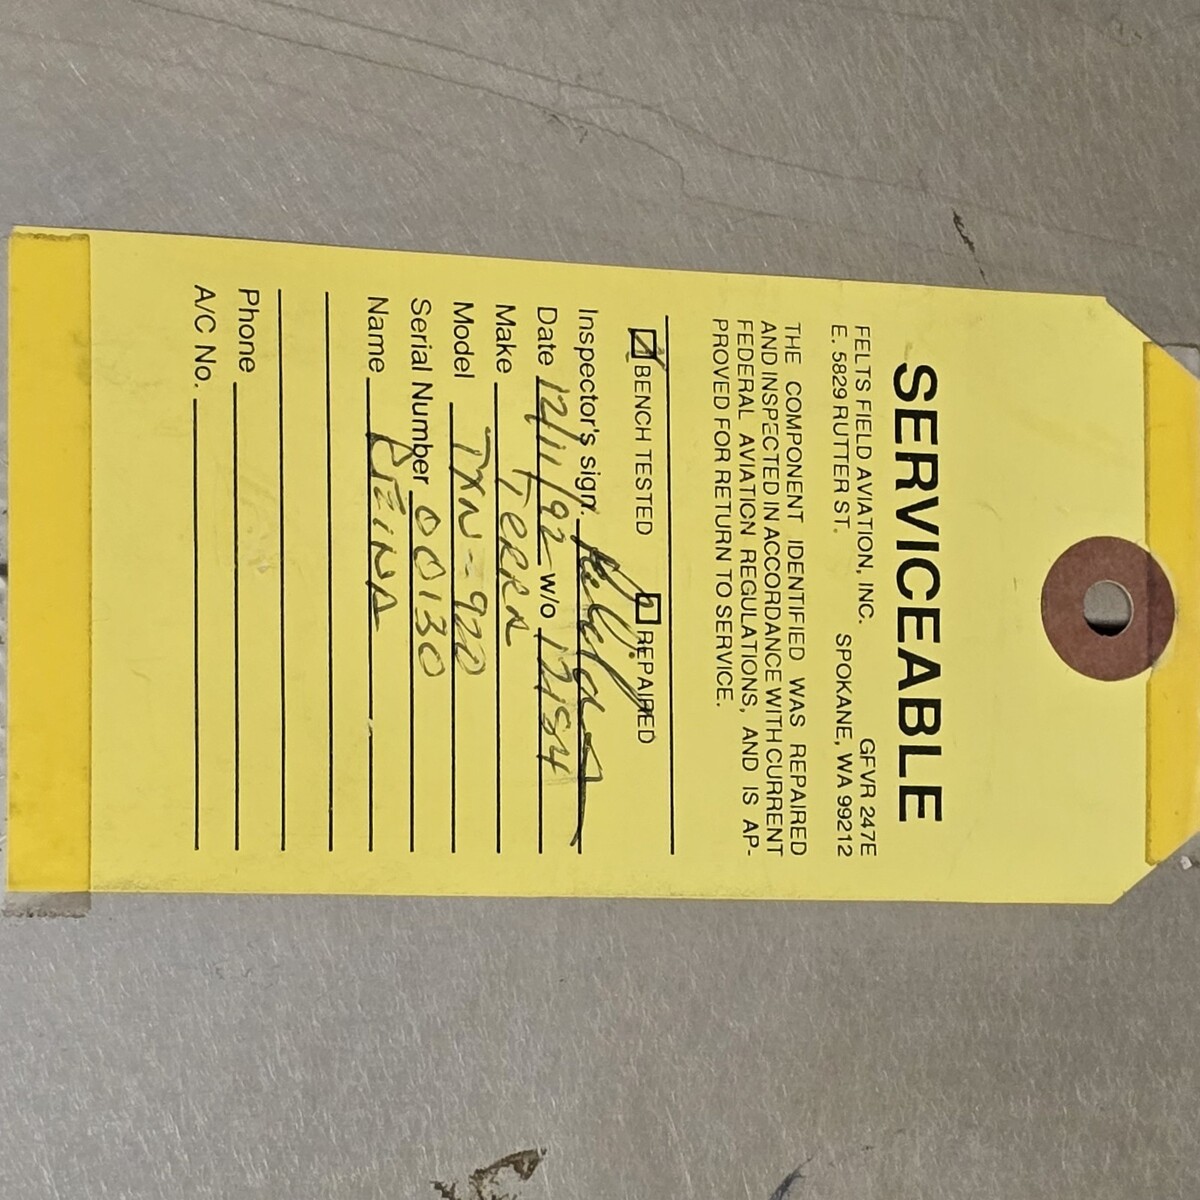 SERVICEABLE
FELTS FIELD AVIATION, INC. GFVR 247E
E. 5829 RUTTER ST. SPOKANE, WA 99212
THE COMPONENT IDENTIFIED WAS REPAIRED
AND INSPECTED IN ACCORDANCE WITH CURRENT
FEDERAL AVIATION REGULATIONS, AND IS AP-
PROVED FOR RETURN TO SERVICE.
BENCH TESTED REPAIRED
Inspector's sign.
Date 12/11/92 w/o
Make Terra
Model TXN-920
Serial Number 00130
Name
Phone
A/C No.